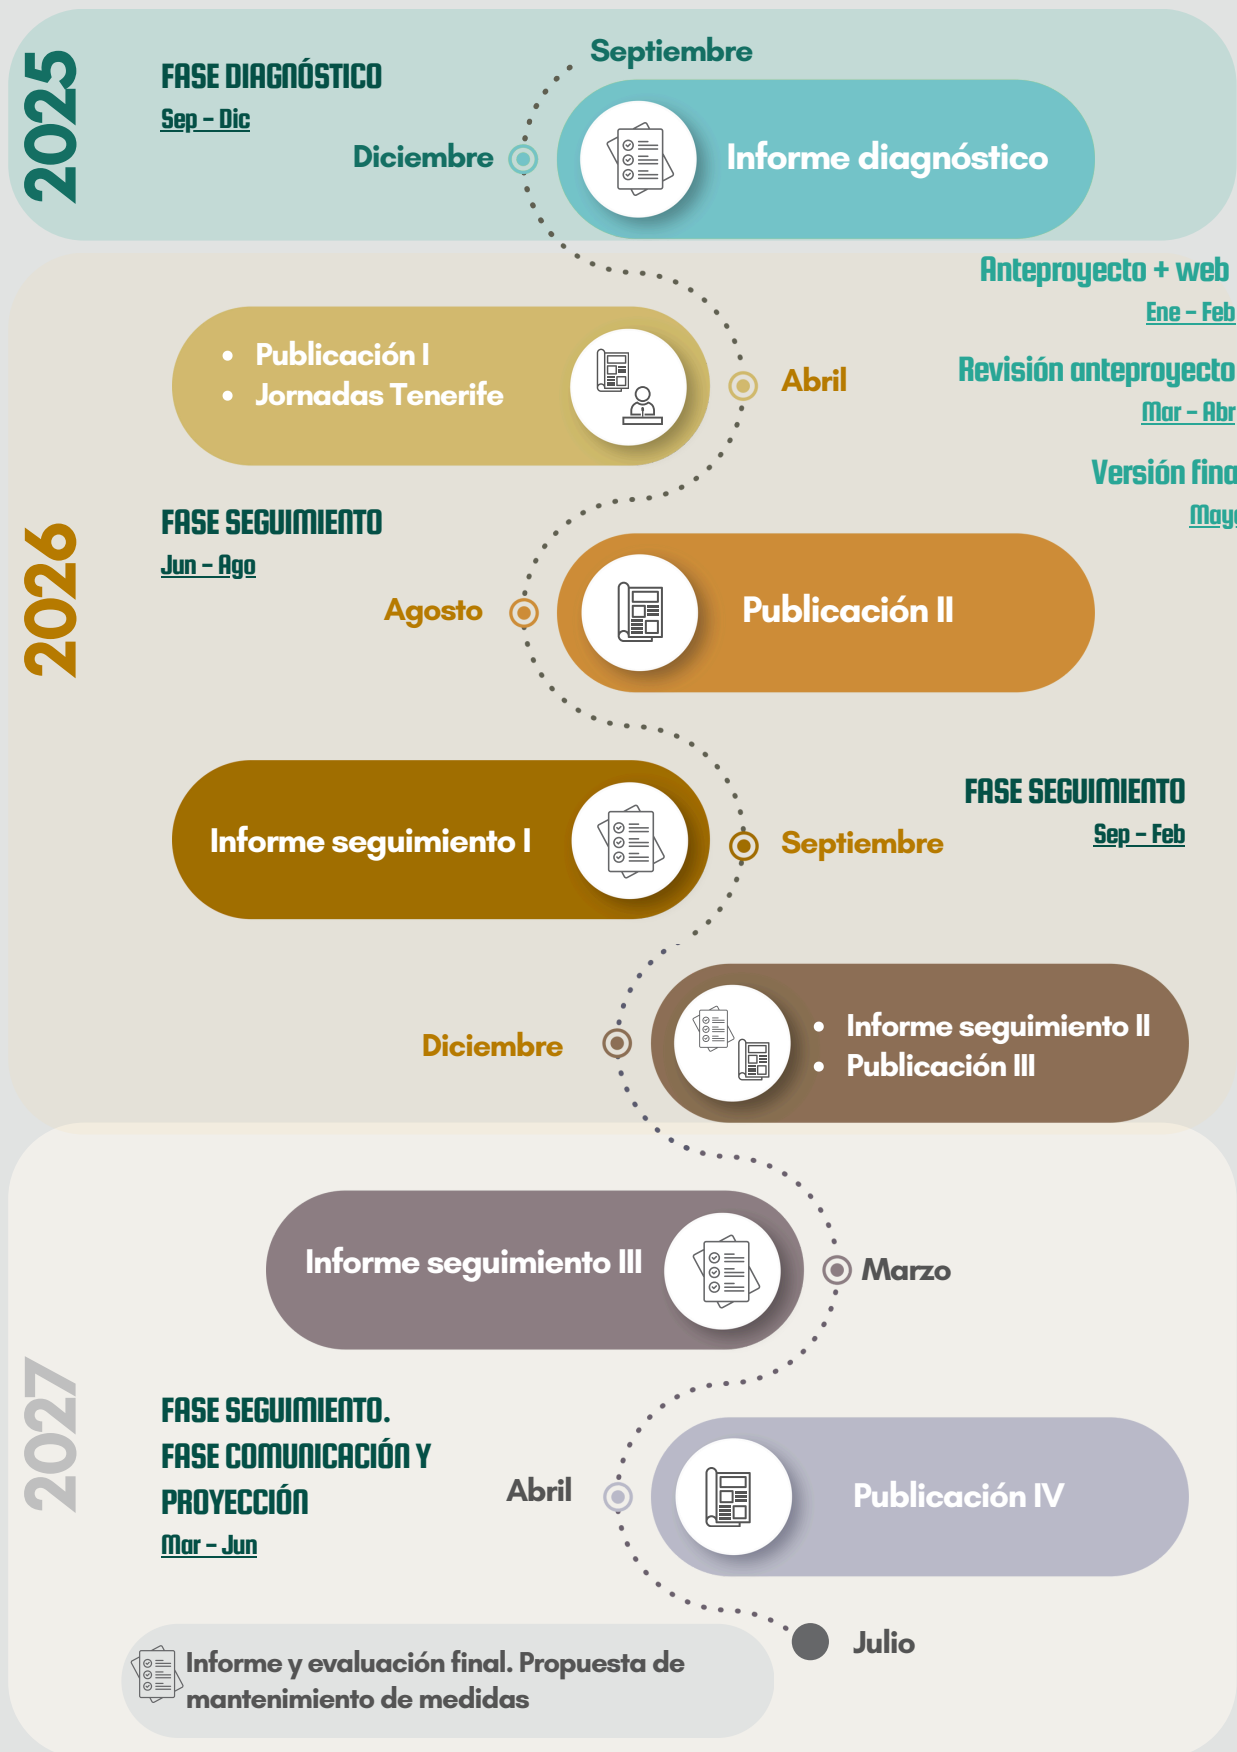 2025
FASE DIAGNÓSTICO
Sep - Dic
Septiembre
Diciembre
Informe diagnóstico
2026
Anteproyecto + web
Ene - Feb
• Publicación I
• Jornadas Tenerife
Abril
Revisión anteproyecto
Mar - Abr
Versión fina
FASE SEGUIMIENTO
Jun - Ago
Agosto
Publicación II
FASE SEGUIMIENTO
Sep - Feb
Informe seguimiento I
Septiembre
Diciembre
• Informe seguimiento II
• Publicación III
2027
Informe seguimiento III
Marzo
FASE SEGUIMIENTO.
FASE COMUNICACIÓN Y
PROYECCIÓN
Mar - Jun
Abril
Publicación IV
Julio
Informe y evaluación final. Propuesta de
mantenimiento de medidas